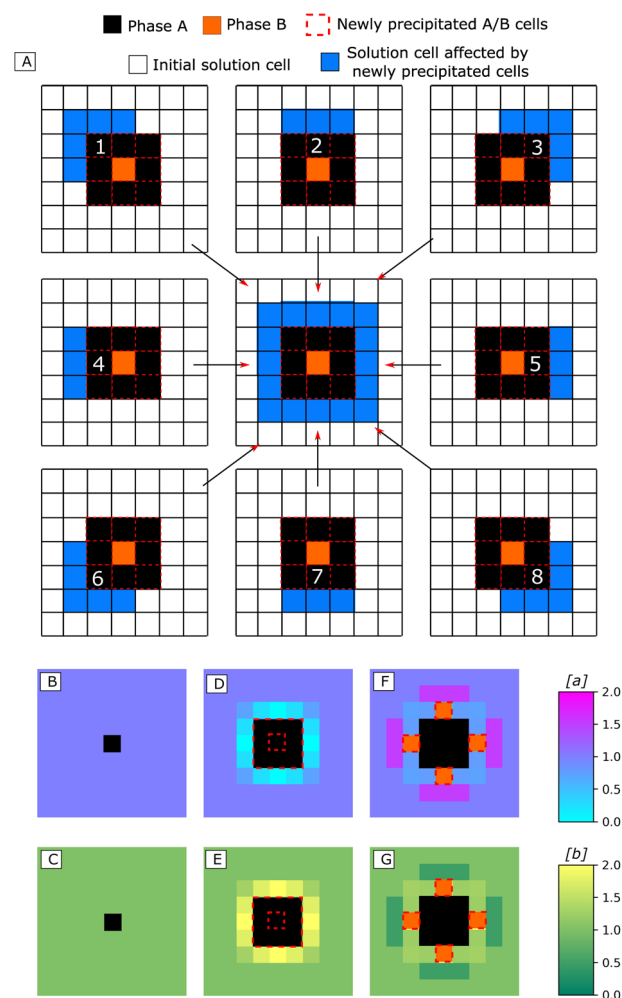 Phase A Phase B Newly precipitated A/B cells
Initial solution cell Solution cell affected by
newly precipitated cells
A
1 2 3
4 5
6 7 8
B D F [a]
2.0
1.5
1.0
0.5
0.0
C E G [b]
2.0
1.5
1.0
0.5
0.0